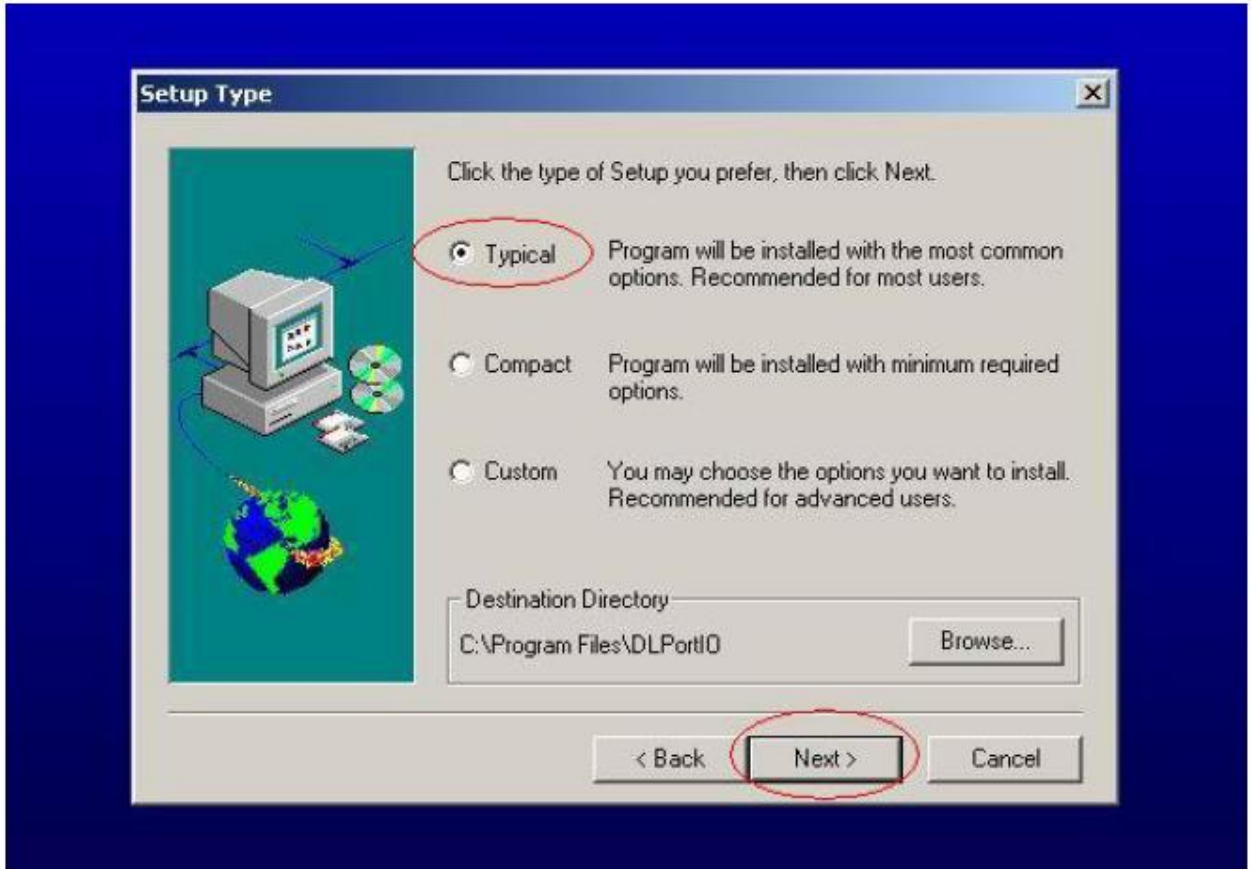 Setup Type
Click the type of Setup you prefer, then click Next.
Typical
Program will be installed with the most common
options. Recommended for most users.
Compact
Program will be installed with minimum required
options.
Custom
You may choose the options you want to install.
Recommended for advanced users.
Destination Directory
C:\Program Files\DLPortIO
Browse...
< Back
Next >
Cancel